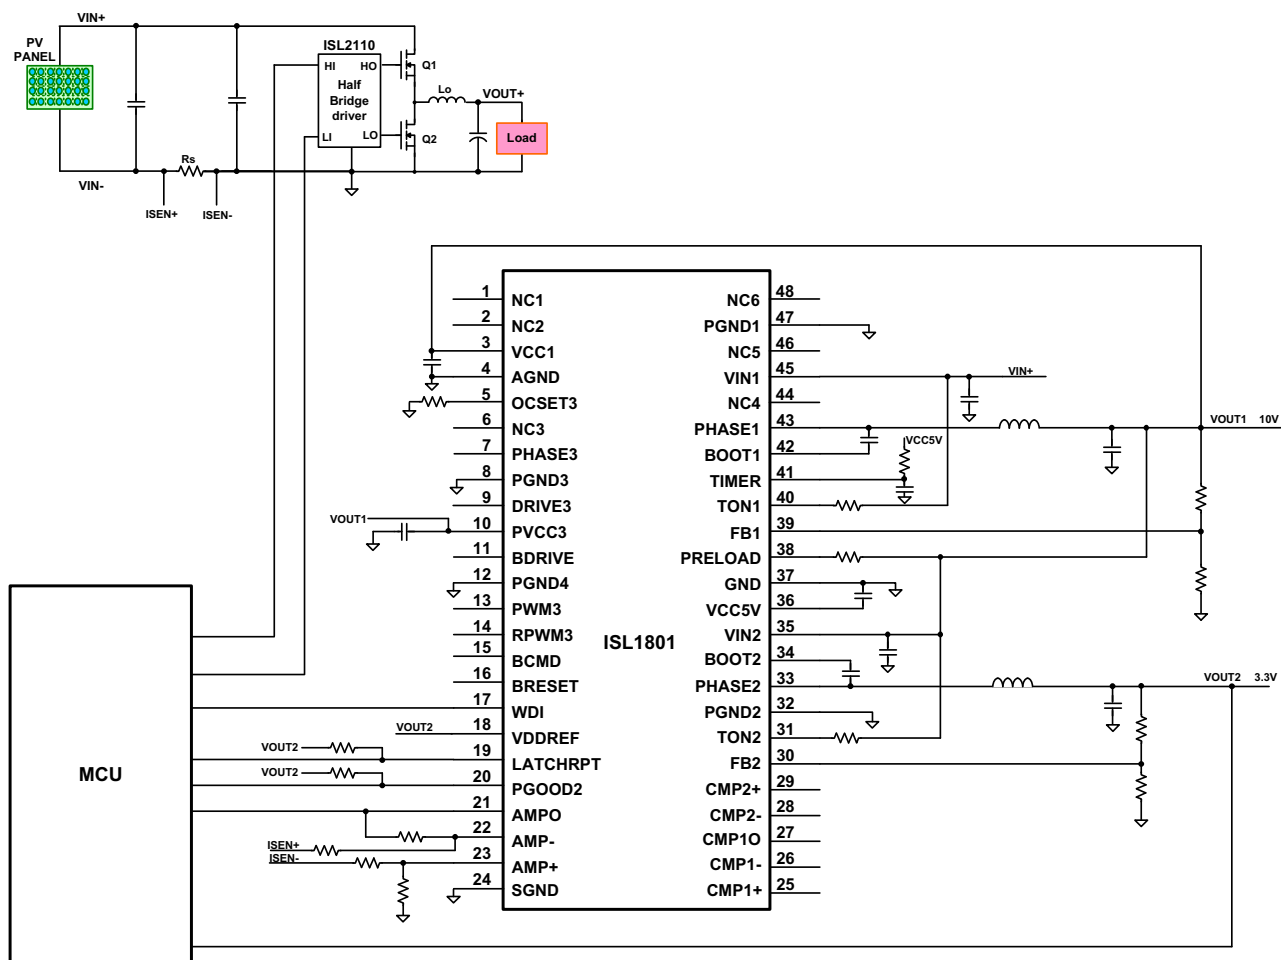 VIN+
PV
PANEL
ISL2110
HI
HO
Q1
Half
Bridge
driver
Lo
VOUT+
LI
LO
Q2
Load
Rs
VIN-
ISEN+
ISEN-
1 NC1
NC6 48
2 NC2
PGND1 47
3 VCC1
NC5 46
4 AGND
VIN1 45
VIN+
5 OCSET3
NC4 44
6 NC3
PHASE1 43
VOUT1 10V
7 PHASE3
BOOT1 42
VCC5V
8 PGND3
TIMER 41
9 DRIVE3
TON1 40
VOUT1
10 PVCC3
FB1 39
11 BDRIVE
PRELOAD 38
12 PGND4
GND 37
13 PWM3
VCC5V 36
14 RPWM3
ISL1801
VIN2 35
15 BCMD
BOOT2 34
16 BRESET
PHASE2 33
VOUT2 3.3V
17 WDI
PGND2 32
VOUT2
18 VDDREF
TON2 31
VOUT2
19 LATCHRPT
FB2 30
MCU
VOUT2
20 PGOOD2
CMP2+ 29
21 AMPO
CMP2- 28
22 AMP-
CMP1O 27
ISEN+
ISEN-
23 AMP+
CMP1- 26
24 SGND
CMP1+ 25